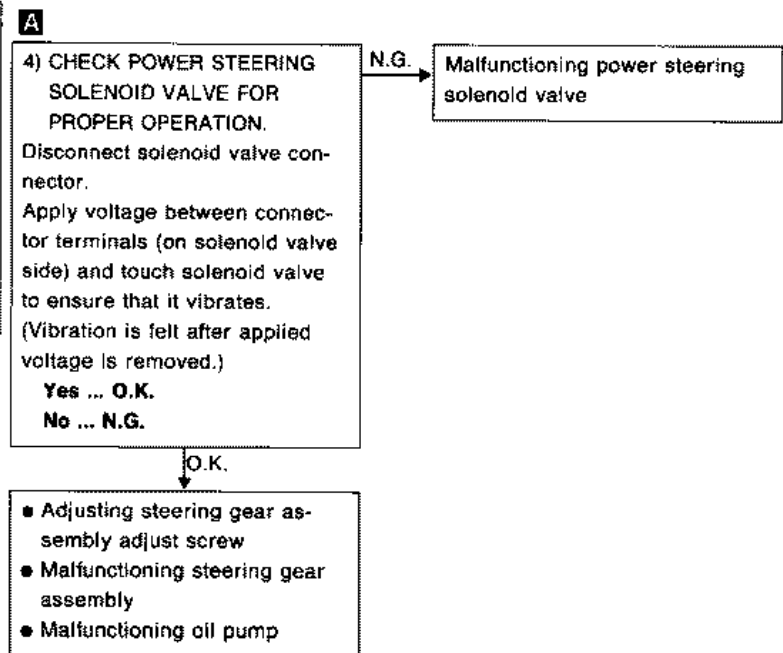 A
4) CHECK POWER STEERING
SOLENOID VALVE FOR
PROPER OPERATION.
Disconnect solenoid valve con-
nector.
Apply voltage between connec-
tor terminals (on solenoid valve
side) and touch solenoid valve
to ensure that it vibrates.
(Vibration is felt after applied
voltage is removed.)
Yes ... O.K.
No ... N.G.
N.G.
Malfunctioning power steering
solenoid valve
O.K.
● Adjusting steering gear as-
sembly adjust screw
● Malfunctioning steering gear
assembly
● Malfunctioning oil pump